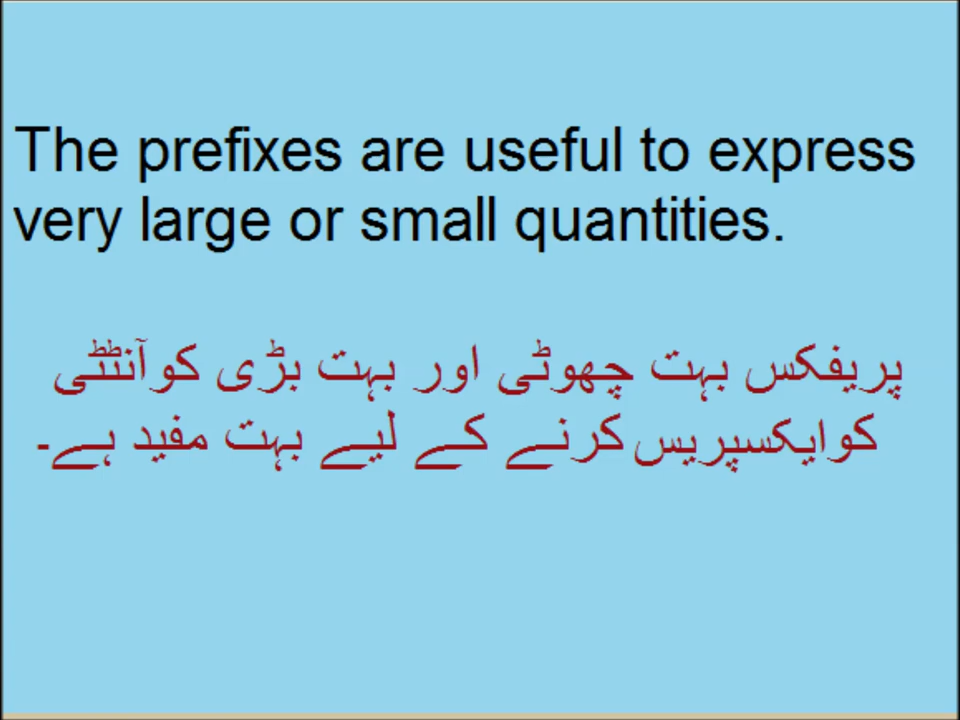 The prefixes are useful to express
very large or small quantities.
پریفکس بہت چھوٹی اور بہت بڑی کوآنٹٹی
کوایکسپریس کرنے کے لیے بہت مفید ہے۔